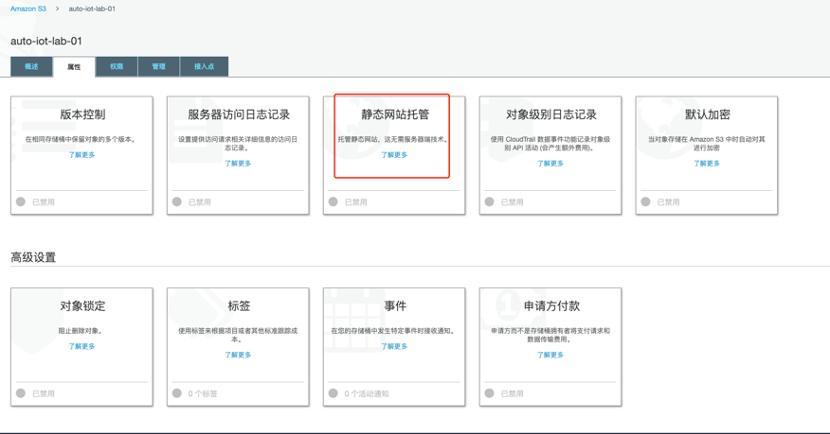 Amazon S3 > auto-iot-lab-01
auto-iot-lab-01
概述 属性 权限 管理 接入点
版本控制
在相同存储桶中保留对象的多个版本。
了解更多
已禁用
服务器访问日志记录
设置提供访问请求相关详细信息的访问日
志记录。
了解更多
已禁用
静态网站托管
托管静态网站，这无需服务器端技术。
了解更多
已禁用
对象级别日志记录
使用 CloudTrail 数据事件功能记录对象级
别 API 活动 (会产生额外费用)。
了解更多
已禁用
默认加密
当对象存储在 Amazon S3 中时自动对其
进行加密
了解更多
已禁用
高级设置
对象锁定
阻止删除对象。
了解更多
已禁用
标签
使用标签来根据项目或者其他标准跟踪成
本。
了解更多
0 个标签
事件
在您的存储桶中发生特定事件时接收通知。
了解更多
0 个活动通知
申请方付款
申请方而不是存储桶拥有者将支付请求和
数据传输费用。
了解更多
已禁用